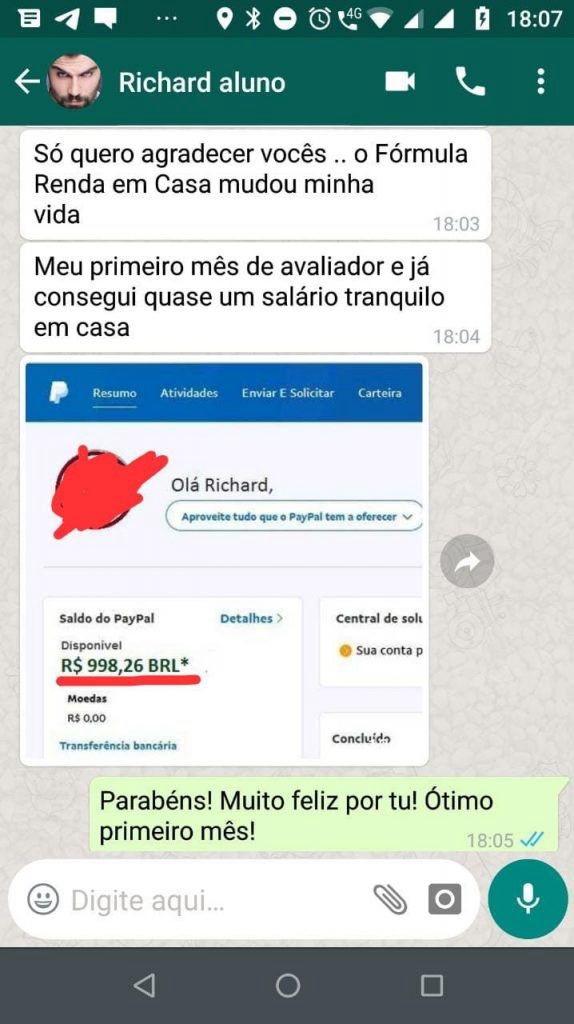 4G
18:07
Richard aluno
Só quero agradecer vocês .. o Fórmula
Renda em Casa mudou minha
vida
18:03
Meu primeiro mês de avaliador e já
consegui quase um salário tranquilo
em casa
18:04
Resumo Atividades Enviar E Solicitar Carteira
Olá Richard,
Aproveite tudo que o PayPal tem a oferecer
Saldo do PayPal Detalhes
Disponível
R$ 998,26 BRL*
Moedas
R$ 0,00
Transferência bancária
Central de solu
Sua conta p
Concluído
Parabéns! Muito feliz por tu! Ótimo
primeiro mês!
18:05
Digite aqui...